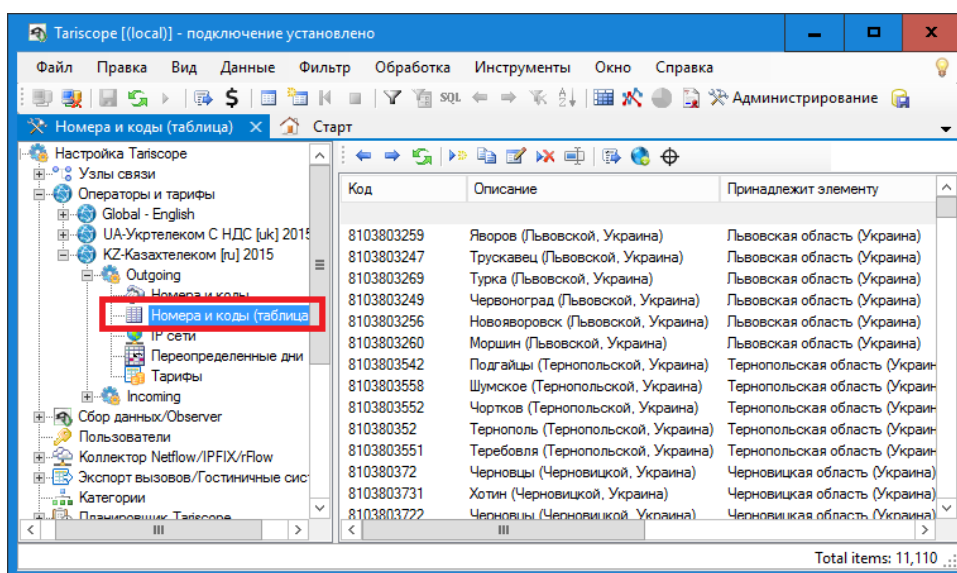 Tariscope [(local)] - подключение установлено
Файл Правка Вид Данные Фильтр Обработка Инструменты Окно Справка
SQL Администрирование
Номера и коды (таблица) Старт
Настройка Tariscope
Узлы связи
Операторы и тарифы
Global - English
UA-Укртелеком С НДС [uk] 2015
KZ-Казахтелеком [ru] 2015
Outgoing
Номера и коды
Номера и коды (таблица
IP сети
Переопределенные дни
Тарифы
Incoming
Сбор данных/Observer
Пользователи
Коллектор Netflow/IPFIX/rFlow
Экспорт вызовов/Гостиничные сис
Категории
Планировщик Tariscope
Код Описание Принадлежит элементу
8103803259 Яворов (Львовской, Украина) Львовская область (Украина)
8103803247 Трускавец (Львовской, Украина) Львовская область (Украина)
8103803269 Турка (Львовской, Украина) Львовская область (Украина)
8103803249 Червоноград (Львовской, Украина) Львовская область (Украина)
8103803256 Новояворовск (Львовской, Украина) Львовская область (Украина)
8103803260 Моршин (Львовской, Украина) Львовская область (Украина)
8103803542 Подгайцы (Тернопольской, Украина) Тернопольская область (Украин
8103803558 Шумское (Тернопольской, Украина) Тернопольская область (Украин
8103803552 Чортков (Тернопольской, Украина) Тернопольская область (Украин
810380352 Тернополь (Тернопольской, Украина) Тернопольская область (Украин
8103803551 Теребовля (Тернопольской, Украина) Тернопольская область (Украин
810380372 Черновцы (Черновицкой, Украина) Черновицкая область (Украина)
8103803731 Хотин (Черновицкой, Украина) Черновицкая область (Украина)
8103803722 Черновцы (Черновицкой, Украина) Черновицкая область (Украина)
Total items: 11,110